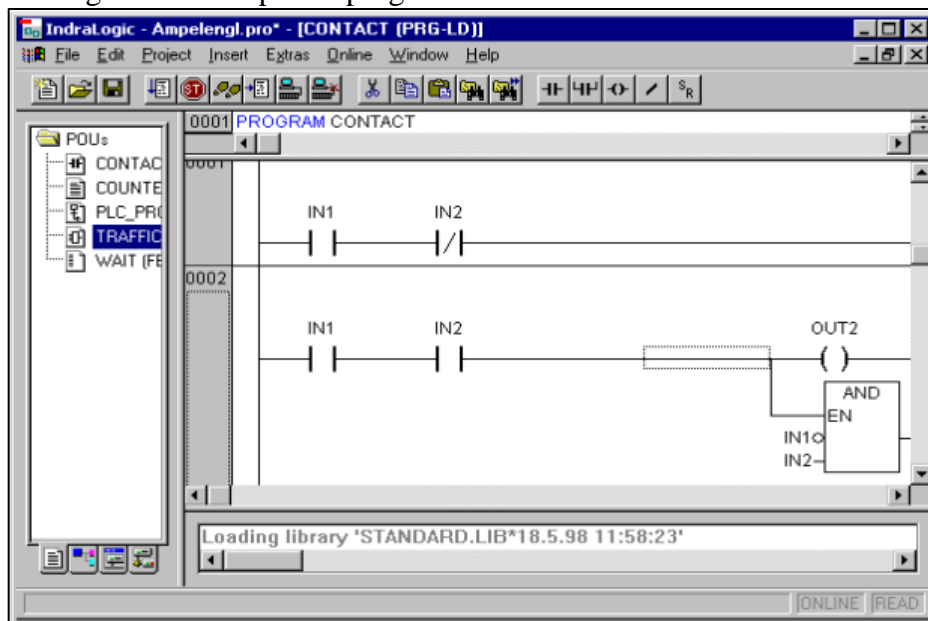 IndraLogic - Ampelengl.pro* - [CONTACT (PRG-LD)]
File Edit Project Insert Extras Online Window Help
0001 PROGRAM CONTACT
POUs
CONTAC
COUNTE
PLC_PR
TRAFFIC
WAIT (FE
0001
IN1 IN2
0002
IN1 IN2 OUT2
AND
EN
IN1
IN2
Loading library 'STANDARD.LIB*18.5.98 11:58:23'
ONLINE READ